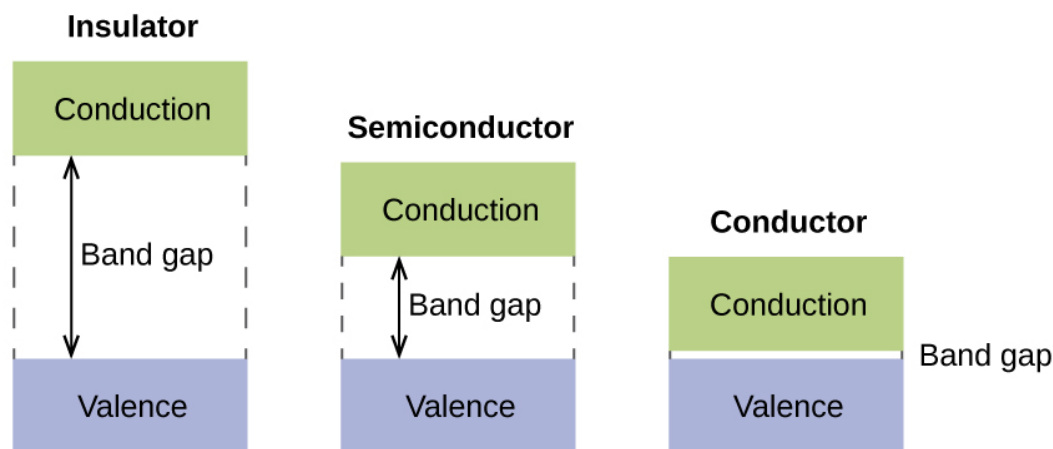 Insulator
Conduction
Band gap
Valence
Semiconductor
Conduction
Band gap
Valence
Conductor
Conduction
Band gap
Valence